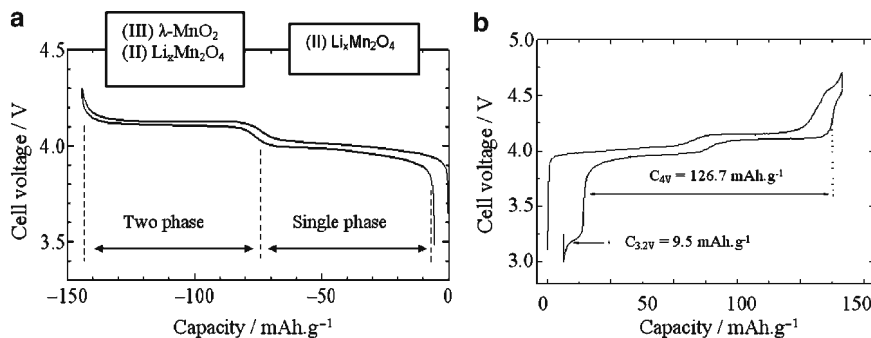 a
(III) λ-MnO2
(II) LixMn2O4
(II) LixMn2O4
4.5
4.0
3.5
Cell voltage / V
Two phase
Single phase
−150
−100
−50
0
Capacity / mAh.g−1
b
5.0
4.5
4.0
3.5
3.0
Cell voltage / V
C4V = 126.7 mAh.g-1
C3.2V = 9.5 mAh.g-1
0
50
100
150
Capacity / mAh.g−1